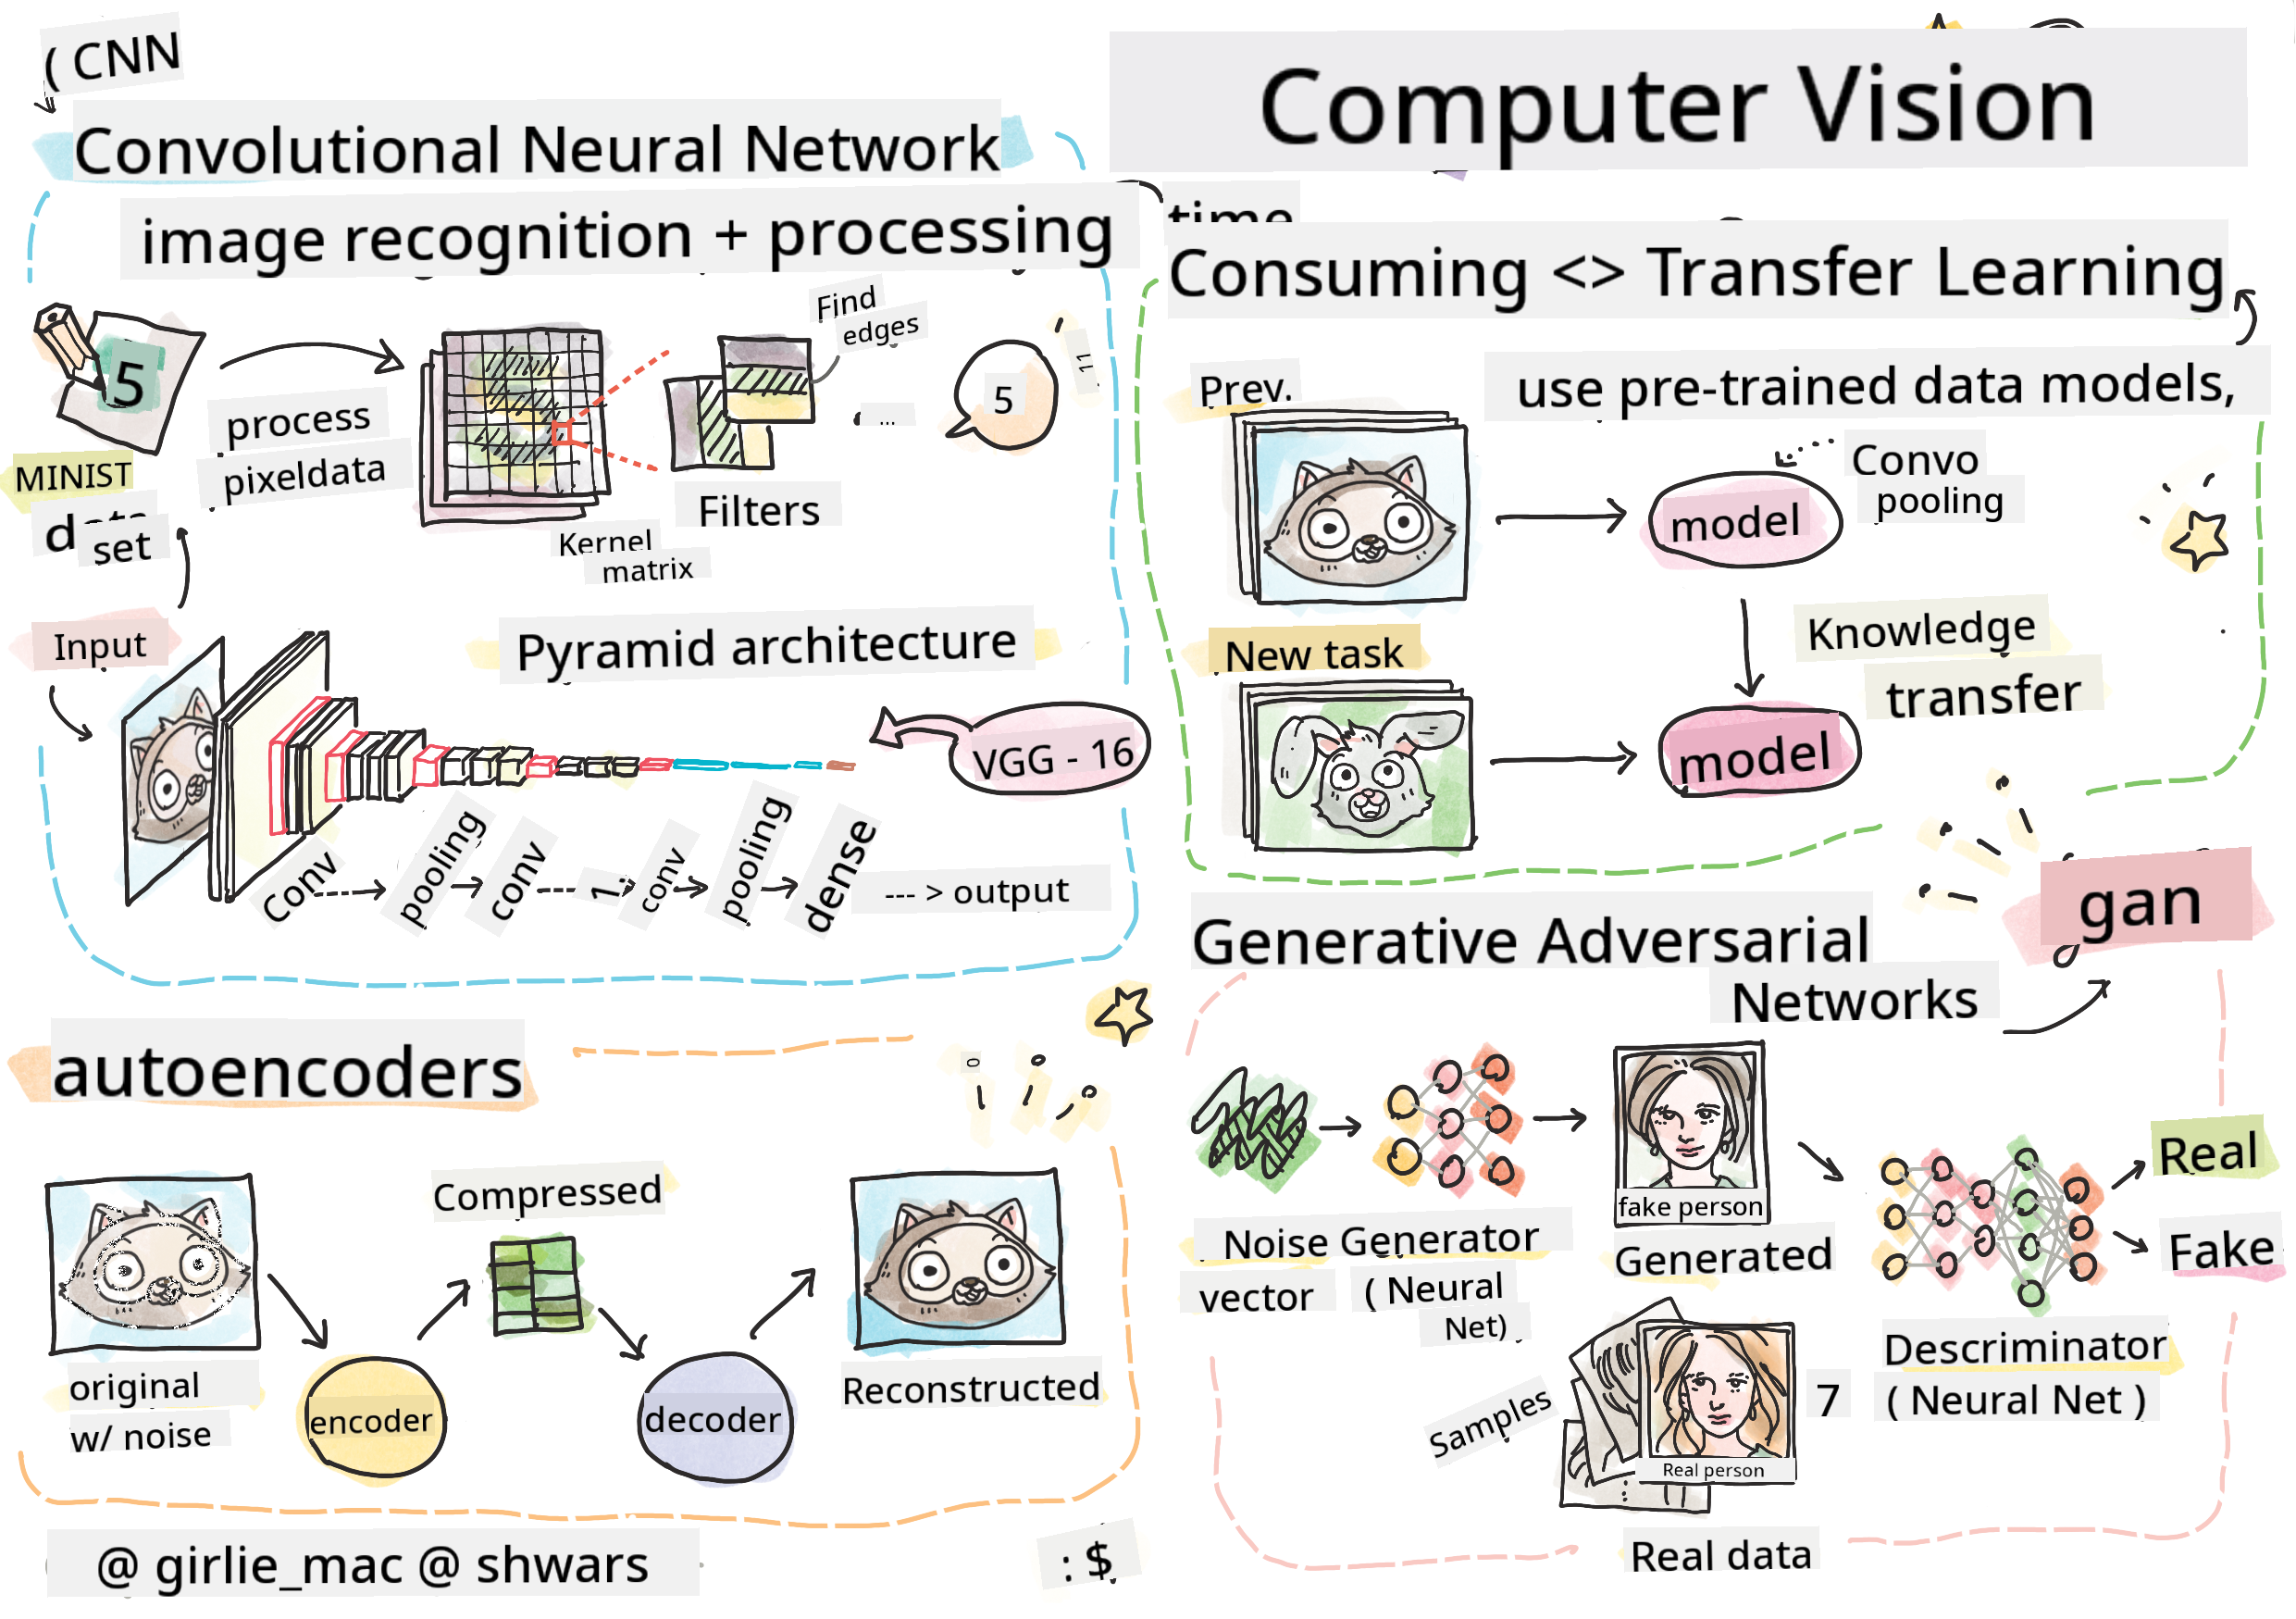 ( CNN
Convolutional Neural Network
image recognition + processing
5
process
pixeldata
MINIST
data
set
Find
edges
...
5
Filters
Kernel
matrix
Input
Pyramid architecture
VGG - 16
Conv
pooling
conv
conv
pooling
dense
--- > output
Computer Vision
time
Consuming <> Transfer Learning
use pre-trained data models,
Prev.
model
Convo
pooling
Knowledge
transfer
New task
model
gan
Generative Adversarial
Networks
Noise Generator
vector
( Neural
Net)
fake person
Generated
Real
Fake
Descriminator
( Neural Net )
7
Samples
Real person
Real data
autoencoders
original
w/ noise
encoder
Compressed
decoder
Reconstructed
@ girlie_mac @ shwars
: $